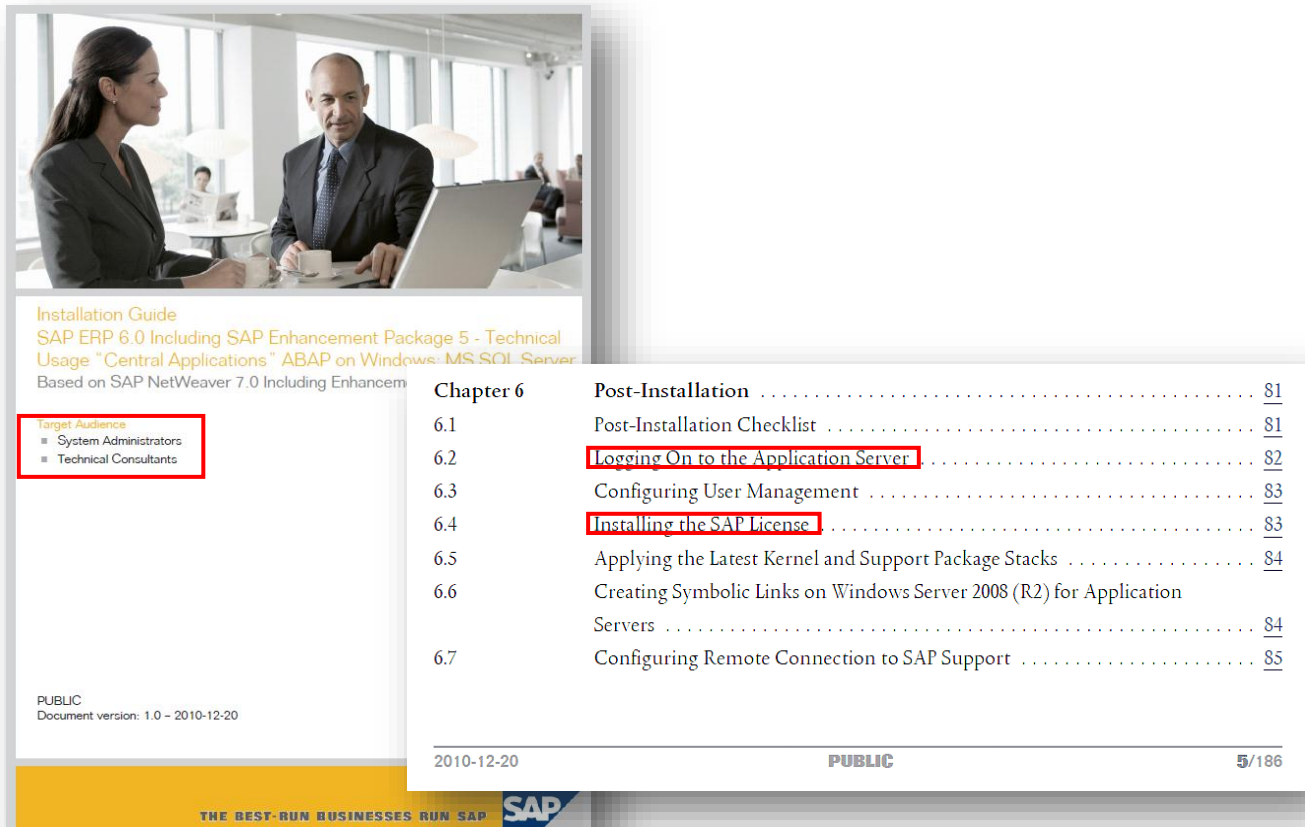 Installation Guide
SAP ERP 6.0 Including SAP Enhancement Package 5 - Technical
Usage "Central Applications" ABAP on Windows: MS SQL Server
Based on SAP NetWeaver 7.0 Including Enhancem
Target Audience
■ System Administrators
■ Technical Consultants
PUBLIC
Document version: 1.0 – 2010-12-20
THE BEST-RUN BUSINESSES RUN SAP
SAP
Chapter 6 Post-Installation . . . . . . . . . . . . . . . . . . . . . . . . . . . . . . . . . . . . . . . . . . . . . 81
6.1 Post-Installation Checklist . . . . . . . . . . . . . . . . . . . . . . . . . . . . . . . . . . . . . . . 81
6.2 Logging On to the Application Server . . . . . . . . . . . . . . . . . . . . . . . . . . . . . . 82
6.3 Configuring User Management . . . . . . . . . . . . . . . . . . . . . . . . . . . . . . . . . . . 83
6.4 Installing the SAP License . . . . . . . . . . . . . . . . . . . . . . . . . . . . . . . . . . . . . . . 83
6.5 Applying the Latest Kernel and Support Package Stacks . . . . . . . . . . . . . . . . . 84
6.6 Creating Symbolic Links on Windows Server 2008 (R2) for Application
Servers . . . . . . . . . . . . . . . . . . . . . . . . . . . . . . . . . . . . . . . . . . . . . . . . . . . . . 84
6.7 Configuring Remote Connection to SAP Support . . . . . . . . . . . . . . . . . . . . . . 85
2010-12-20 PUBLIC 5/186